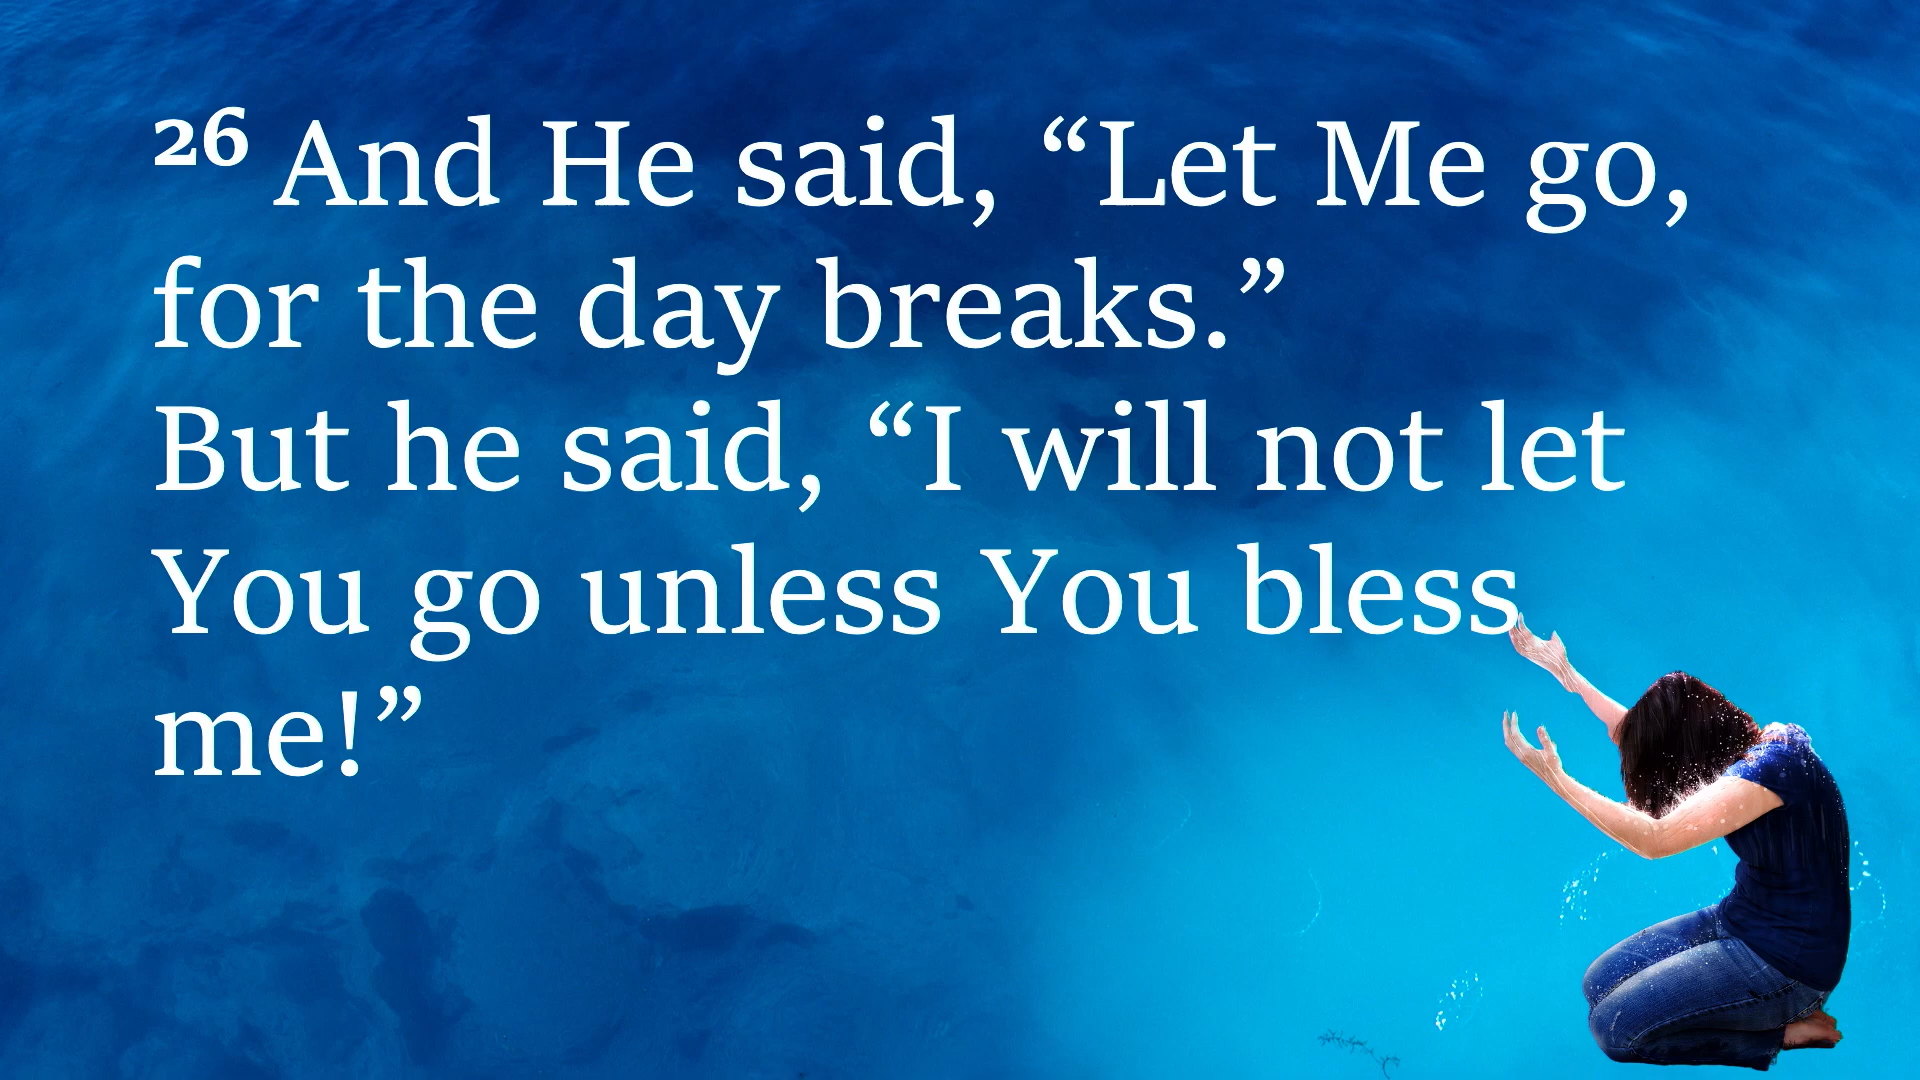 26 And He said, “Let Me go,
for the day breaks.”
But he said, “I will not let
You go unless You bless
me!”